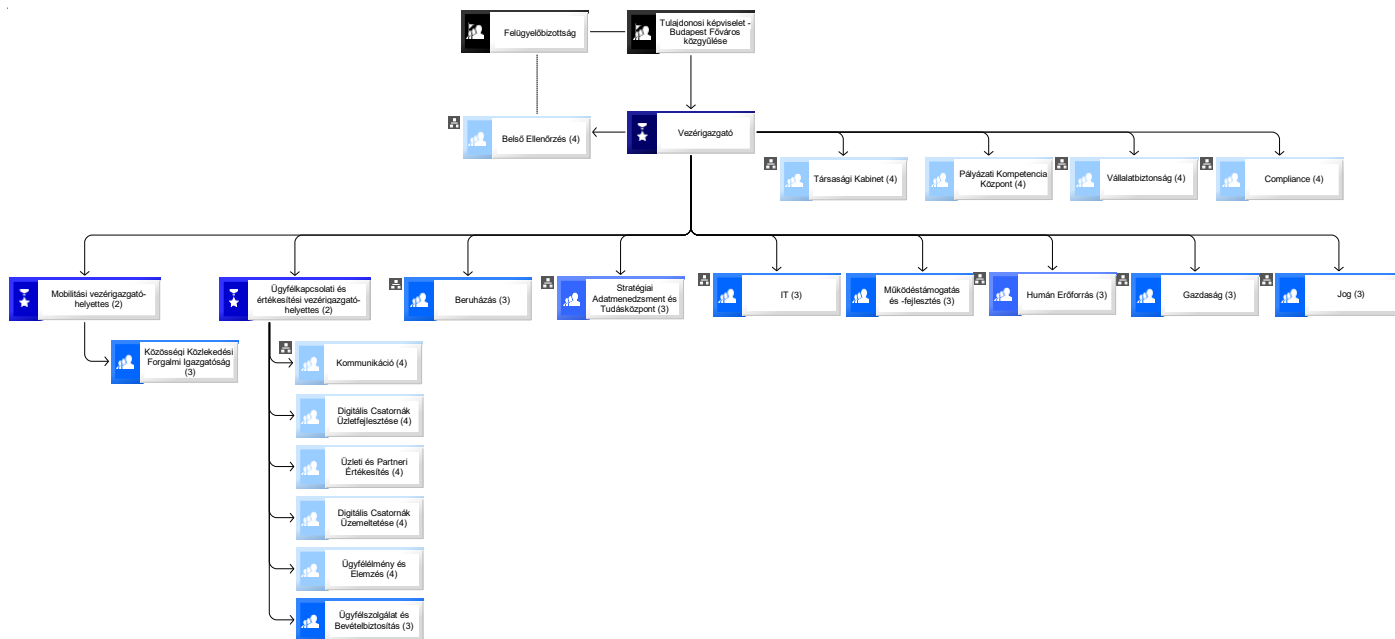 Felügyelőbizottság
Tulajdonosi képviselet -
Budapest Főváros
közgyűlése
Belső Ellenőrzés (4)
Vezérigazgató
Társasági Kabinet (4)
Pályázati Kompetencia
Központ (4)
Vállalatbiztonság (4)
Compliance (4)
Mobilitási vezérigazgató-
helyettes (2)
Ügyfélkapcsolati és
értékesítési vezérigazgató-
helyettes (2)
Beruházás (3)
Stratégiai
Adatmenedzsment és
Tudásközpont (3)
IT (3)
Működéstámogatás
és -fejlesztés (3)
Humán Erőforrás (3)
Gazdaság (3)
Jog (3)
Közösségi Közlekedési
Forgalmi Igazgatóság
(3)
Kommunikáció (4)
Digitális Csatornák
Üzletfejlesztése (4)
Üzleti és Partneri
Értékesítés (4)
Digitális Csatornák
Üzemeltetése (4)
Ügyfélélmény és
Elemzés (4)
Ügyfélszolgálat és
Bevételbiztosítás (3)